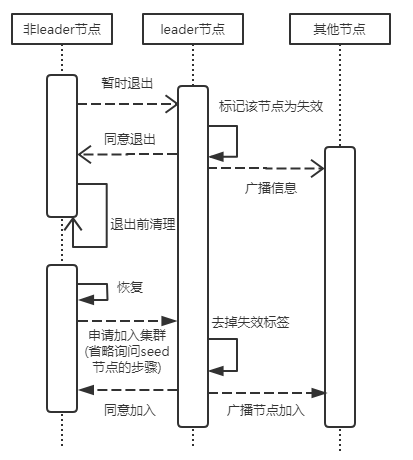 非leader节点
leader节点
其他节点
暂时退出
标记该节点为失效
同意退出
广播信息
退出前清理
恢复
去掉失效标签
申请加入集群
(省略询问seed
节点的步骤)
同意加入
广播节点加入